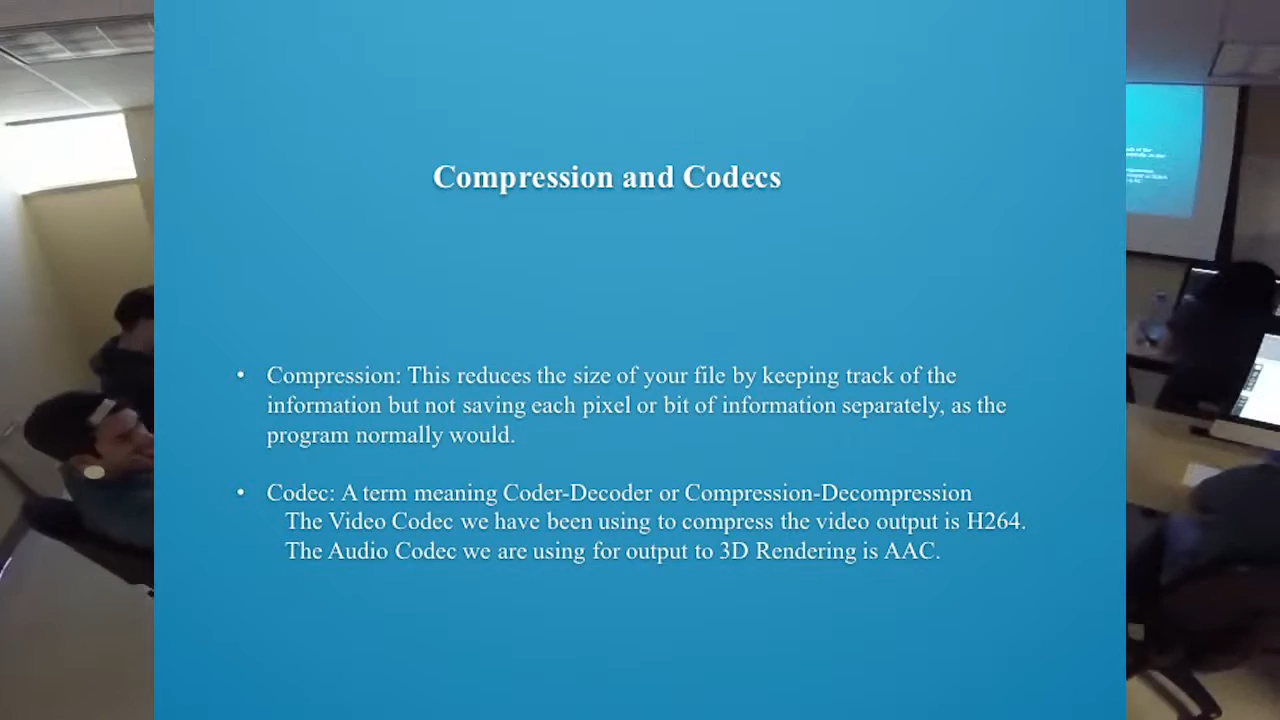 Compression and Codecs
• Compression: This reduces the size of your file by keeping track of the
information but not saving each pixel or bit of information separately, as the
program normally would.
• Codec: A term meaning Coder-Decoder or Compression-Decompression
The Video Codec we have been using to compress the video output is H264.
The Audio Codec we are using for output to 3D Rendering is AAC.